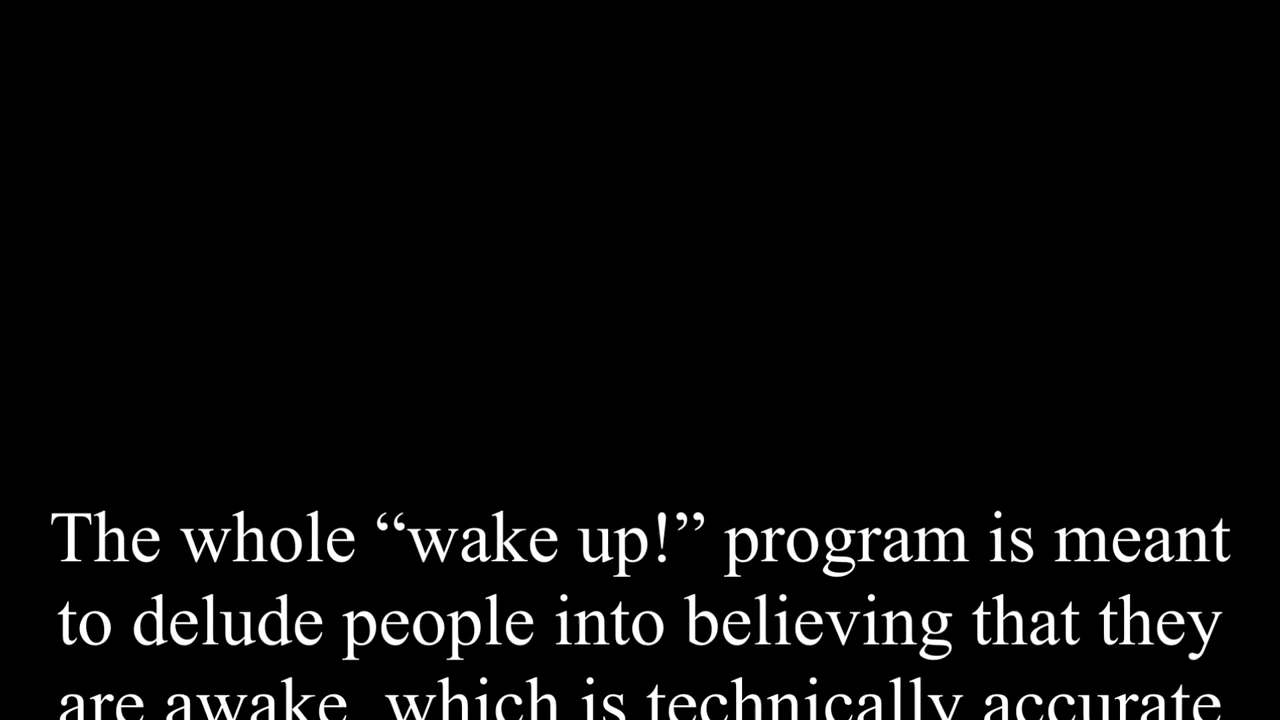 The whole “wake up!” program is meant
to delude people into believing that they
are awake, which is technically accurate